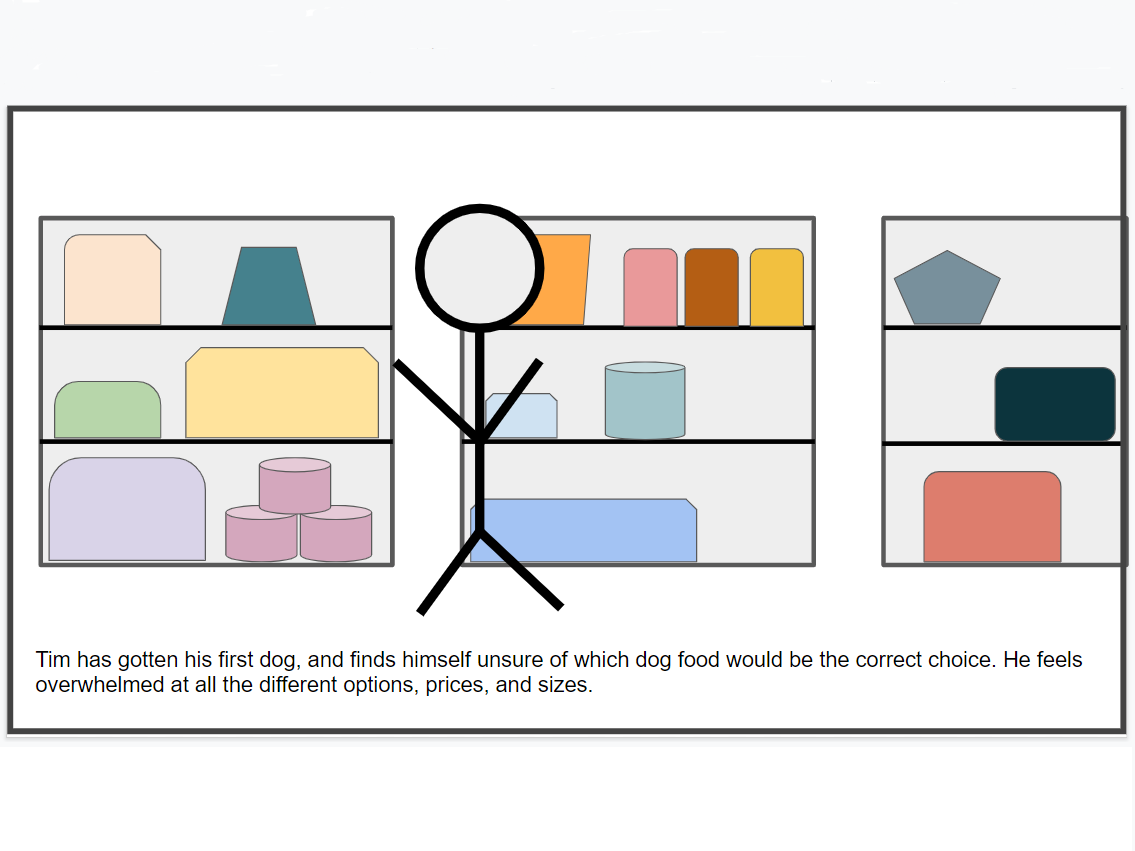 Tim has gotten his first dog, and finds himself unsure of which dog food would be the correct choice. He feels
overwhelmed at all the different options, prices, and sizes.